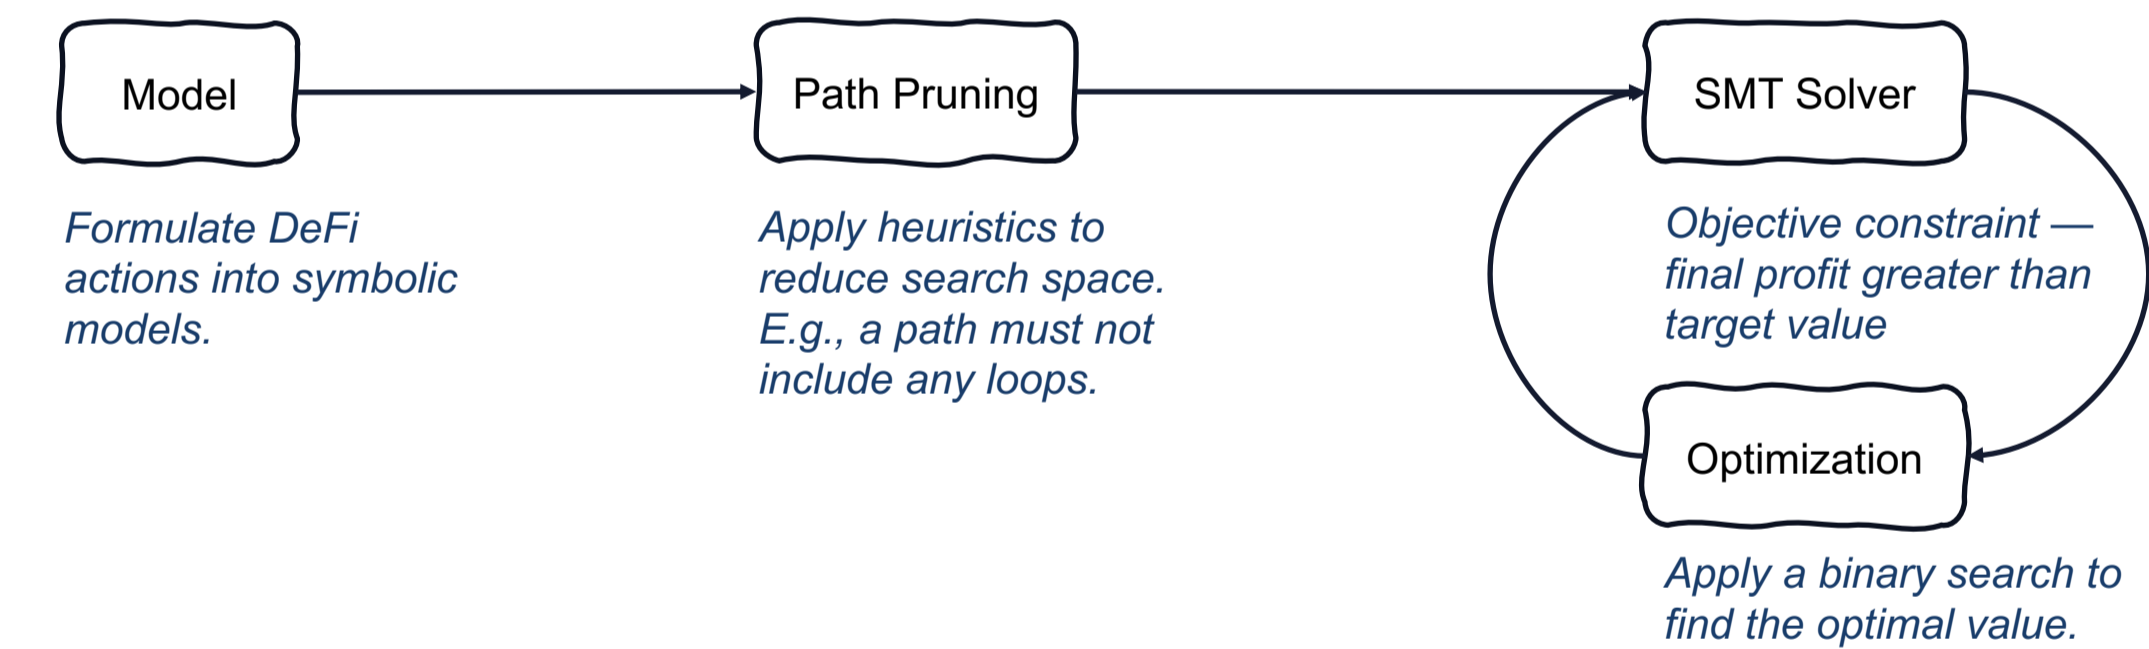 Model
Path Pruning
SMT Solver
Formulate DeFi
actions into symbolic
models.
Apply heuristics to
reduce search space.
E.g., a path must not
include any loops.
Objective constraint —
final profit greater than
target value
Optimization
Apply a binary search to
find the optimal value.